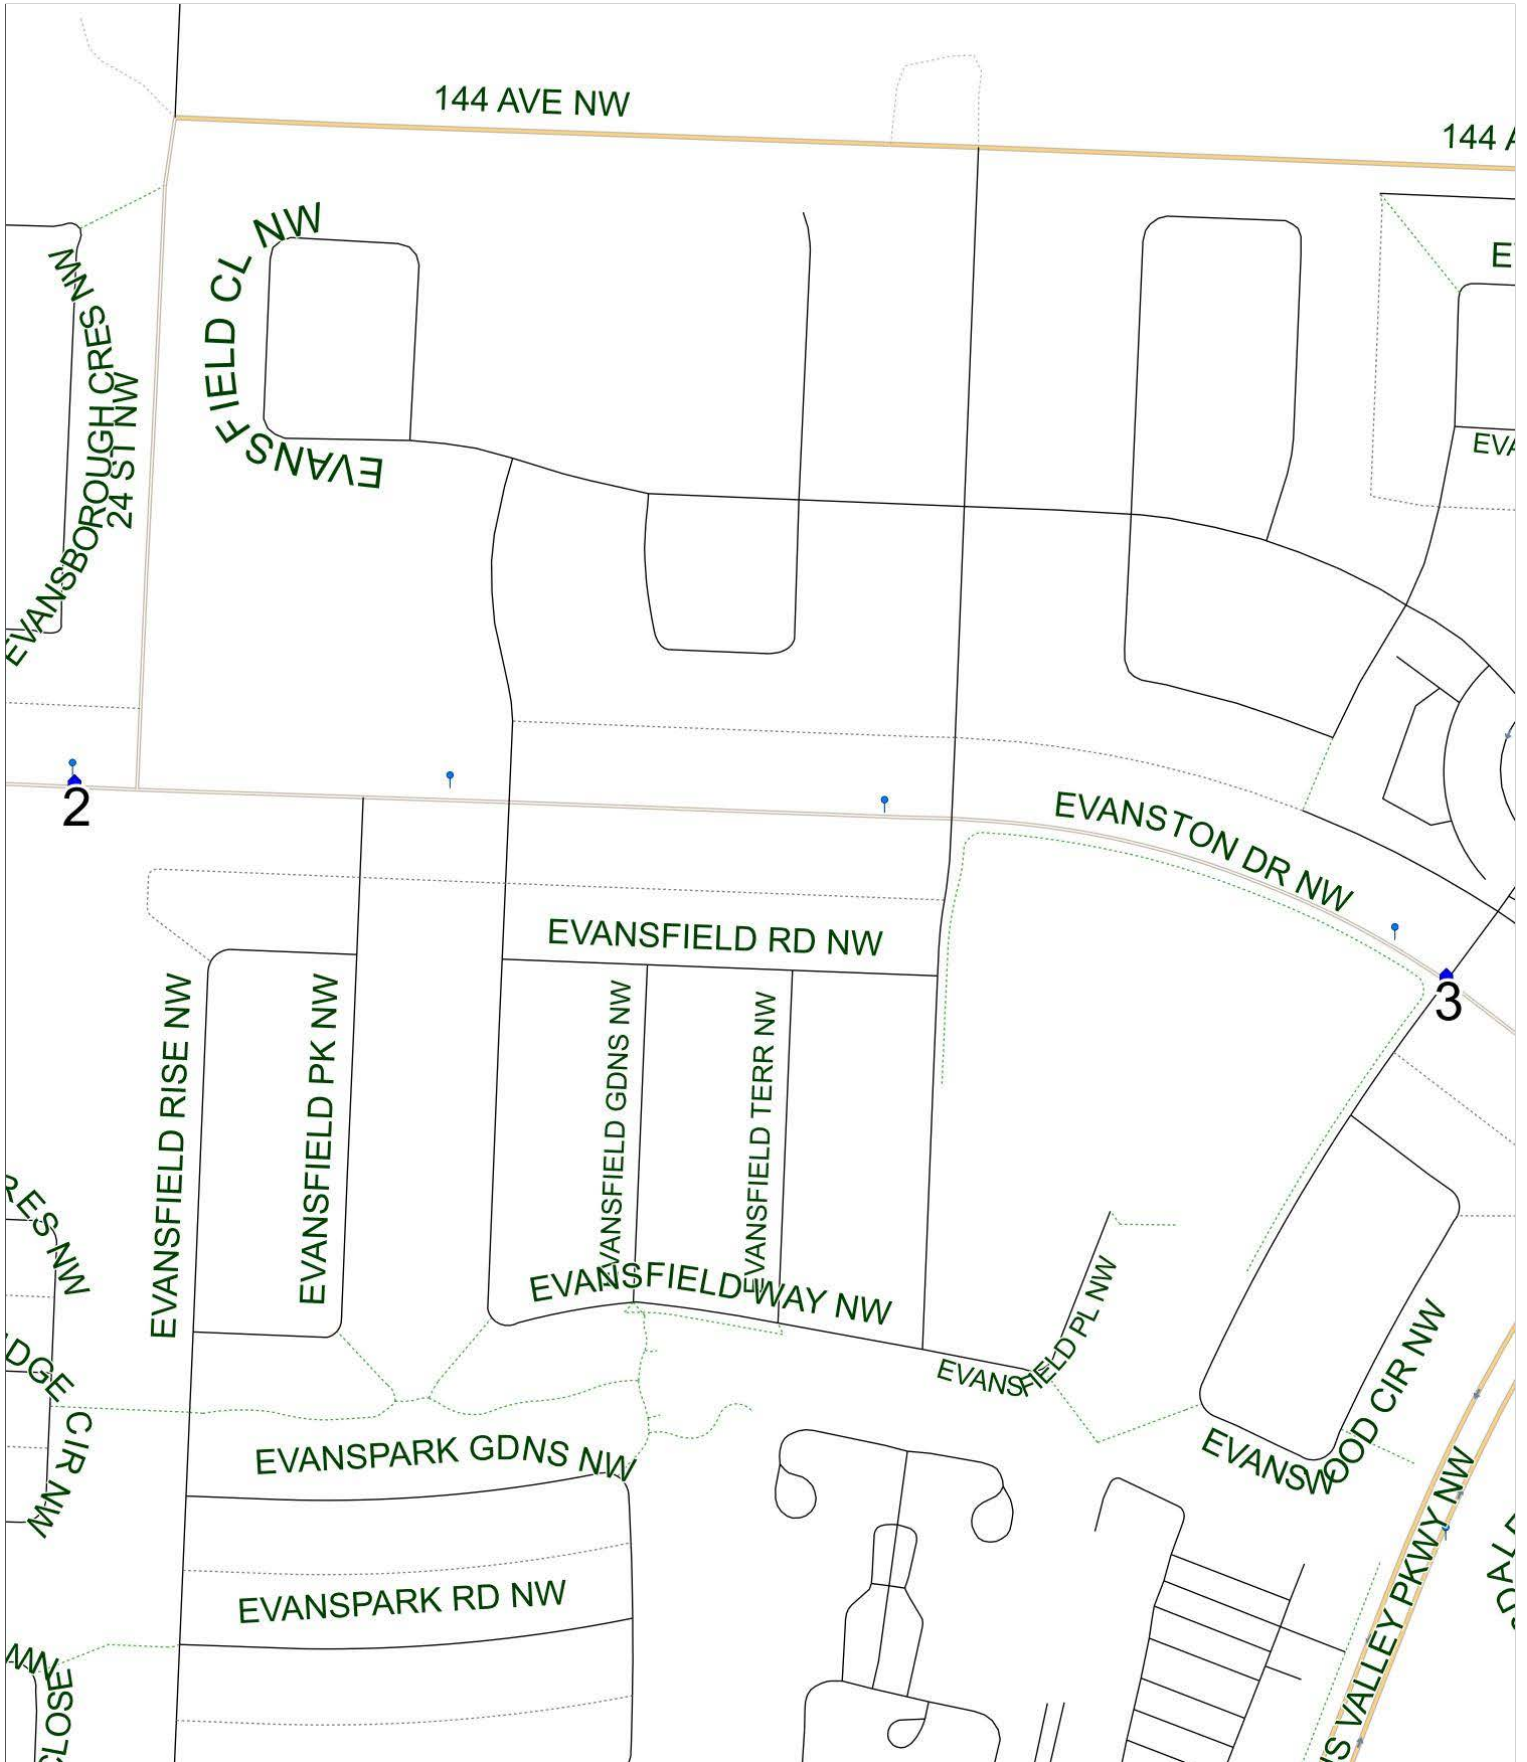 144 AVE NW
144 A
EVANSFIELD CL NW
E
EVANSBOROUGH CRES NW
24 ST NW
EVA
2
EVANSTON DR NW
EVANSFIELD RD NW
3
EVANSFIELD RISE NW
EVANSFIELD PK NW
EVANSFIELD GDNS NW
EVANSFIELD TERR NW
RES NW
EVANSFIELD WAY NW
EVANSFIELD PL NW
DGE CIR NW
EVANSWOOD CIR NW
EVANSPARK GDNS NW
EVANSPARK RD NW
S VALLEY PKWY NW
DALE
NW
CLOSE